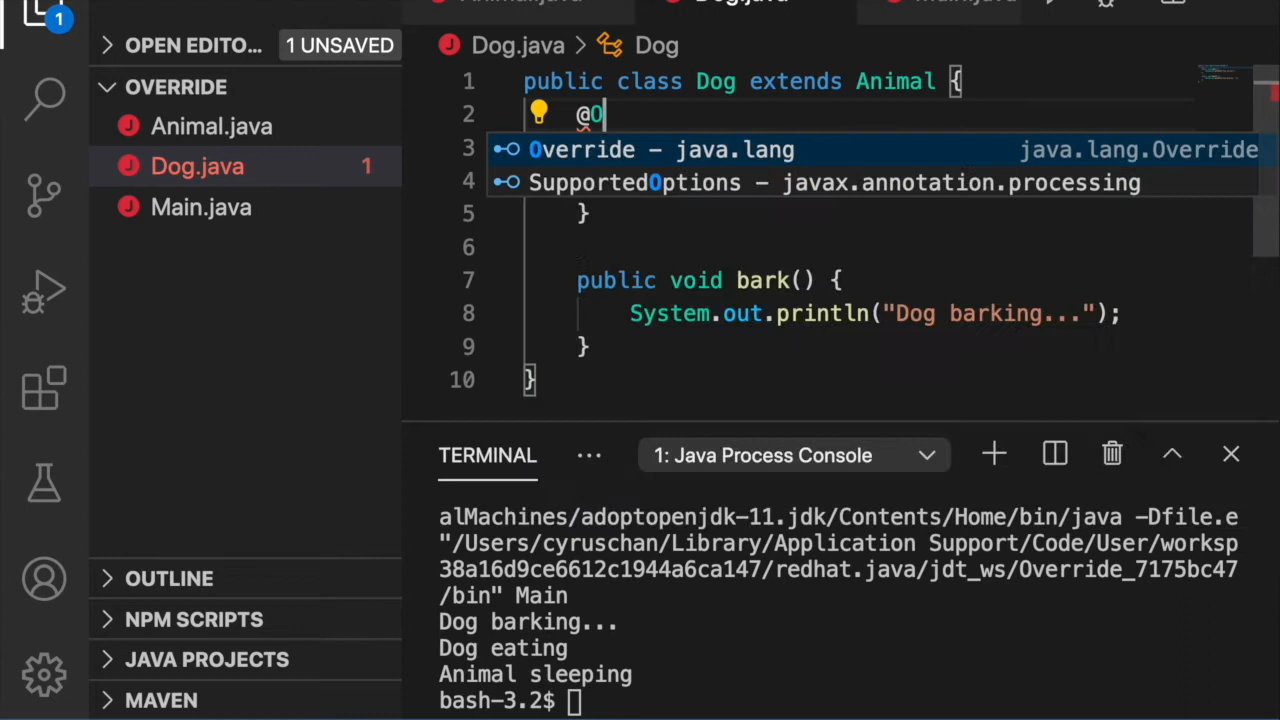 1
OPEN EDITO... 1 UNSAVED
OVERRIDE
Animal.java
Dog.java 1
Main.java
OUTLINE
NPM SCRIPTS
JAVA PROJECTS
MAVEN
Dog.java > Dog
1 public class Dog extends Animal {
2 @O
3 Override – java.lang java.lang.Override
4 SupportedOptions – javax.annotation.processing
5 }
6
7 public void bark() {
8 System.out.println("Dog barking...");
9 }
10 }
TERMINAL ... 1: Java Process Console
alMachines/adoptopenjdk-11.jdk/Contents/Home/bin/java -Dfile.e
"/Users/cyruschan/Library/Application Support/Code/User/worksp
38a16d9ce6612c1944a6ca147/redhat.java/jdt_ws/Override_7175bc47
/bin" Main
Dog barking...
Dog eating
Animal sleeping
bash-3.2$